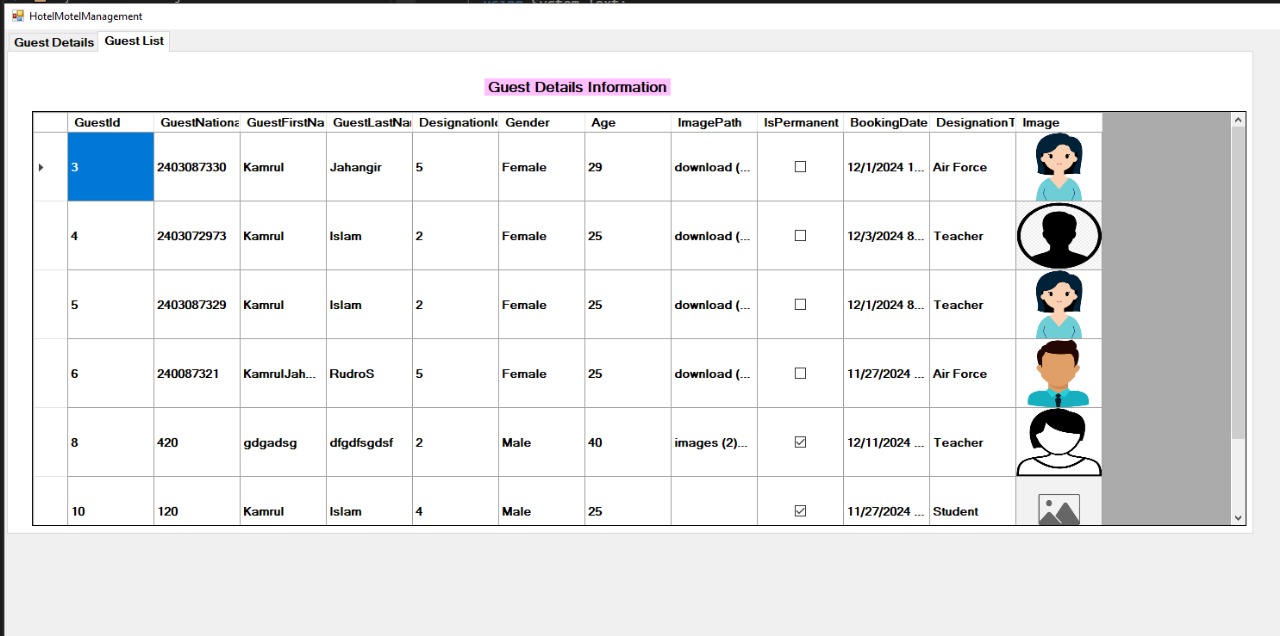 HotelMotelManagement
Guest Details Guest List
Guest Details Information
GuestId GuestNationa GuestFirstNa GuestLastNa DesignationId Gender Age ImagePath IsPermanent BookingDate DesignationT Image
3 2403087330 Kamrul Jahangir 5 Female 29 download (... 12/1/2024 1... Air Force
4 2403072973 Kamrul Islam 2 Female 25 download (... 12/3/2024 8... Teacher
5 2403087329 Kamrul Islam 2 Female 25 download (... 12/1/2024 8... Teacher
6 240087321 KamrulJah... RudroS 5 Female 25 download (... 11/27/2024 ... Air Force
8 420 gdgadsg dfgdfsgdsf 2 Male 40 images (2)... 12/11/2024 ... Teacher
10 120 Kamrul Islam 4 Male 25 11/27/2024 ... Student